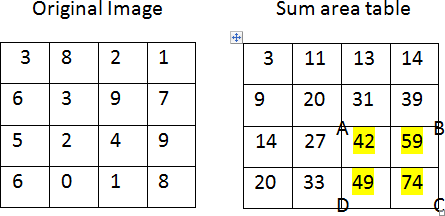 Original Image Sum area table
3 8 2 1 3 11 13 14
6 3 9 7 9 20 31 39
A B
5 2 4 9 14 27 42 59
6 0 1 8 20 33 49 74
D C